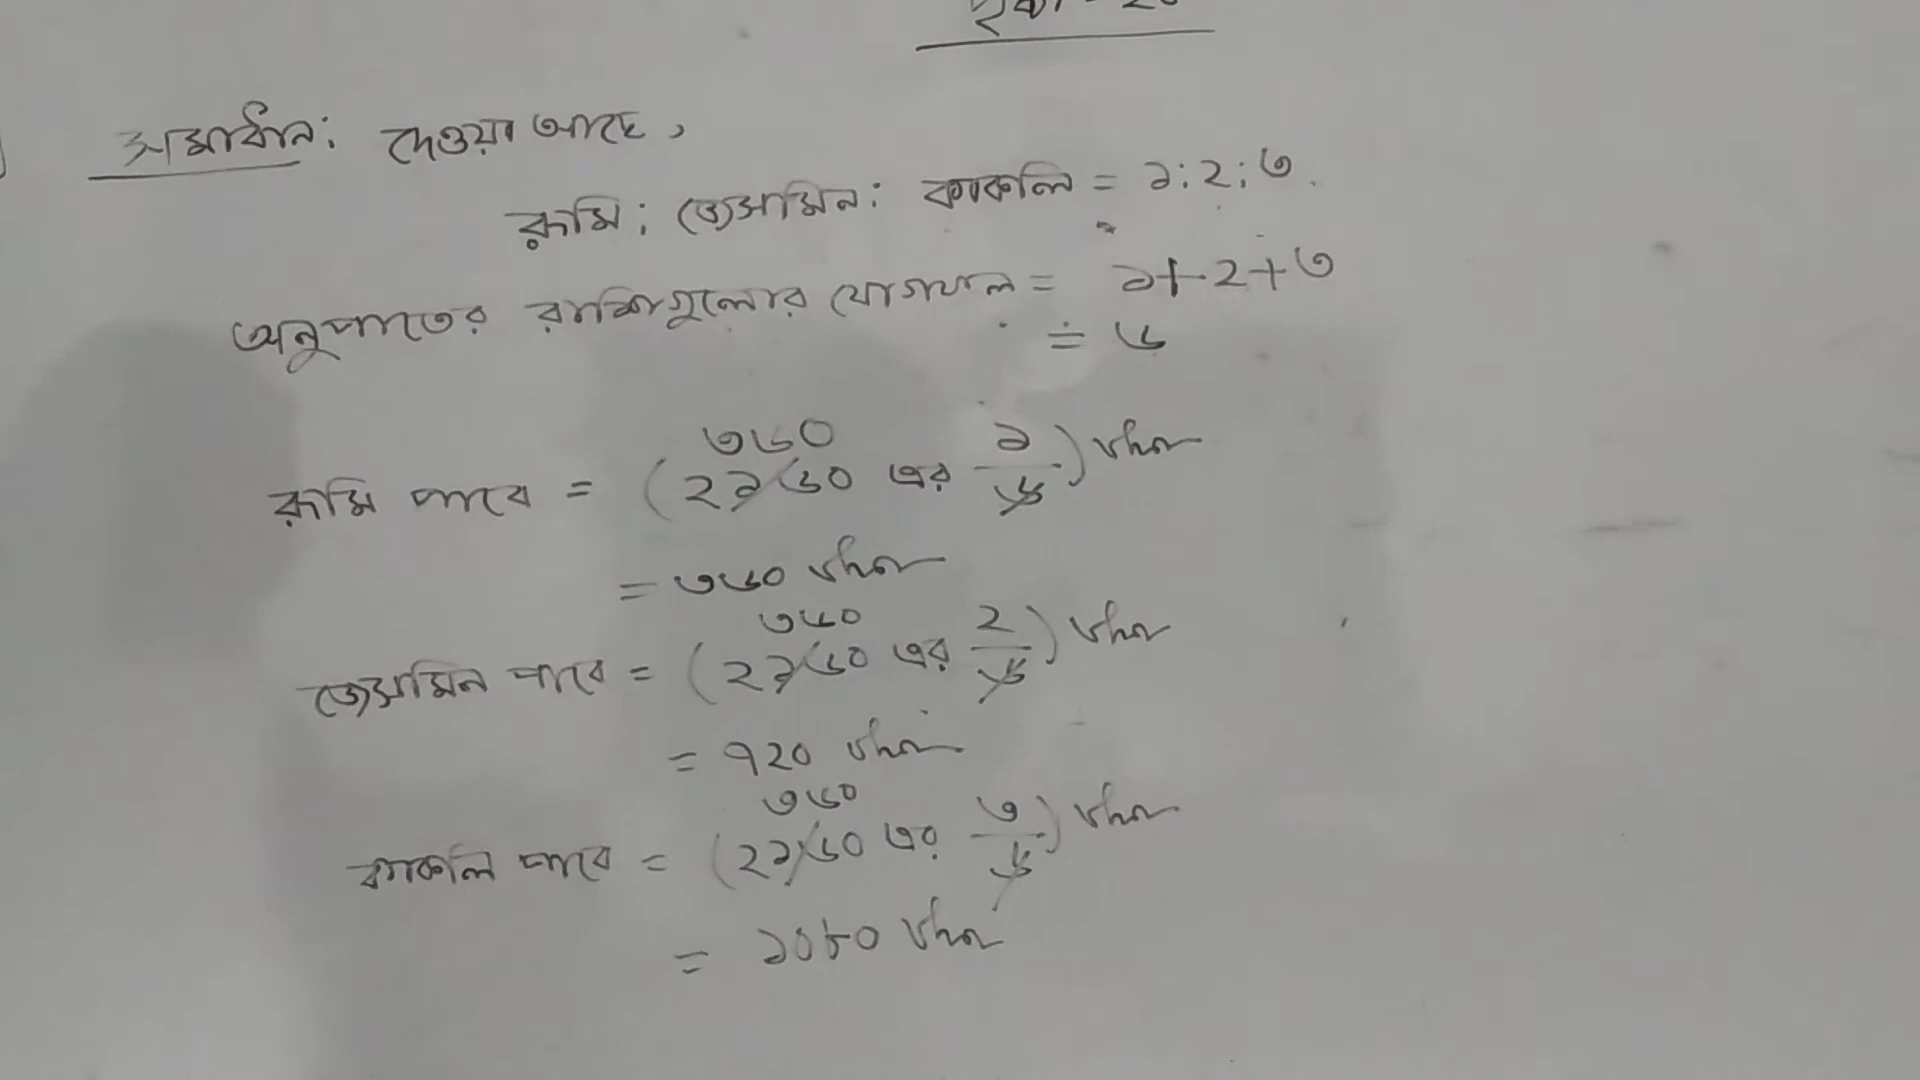 সমাধান: দেওয়া আছে,
রুমি : জেসমিন : কাকলি = ১:২:৩
অনুপাতের রাশিগুলোর যোগফল = ১+২+৩
= ৬
৩৬০
রুমি পাবে = (২১৬০ এর ১/৬) টাকা
= ৩৬০ টাকা
৩৬০
জেসমিন পাবে = (২১৬০ এর ২/৬) টাকা
= ৭২০ টাকা
৩৬০
কাকলি পাবে = (২১৬০ এর ৩/৬) টাকা
= ১০৮০ টাকা